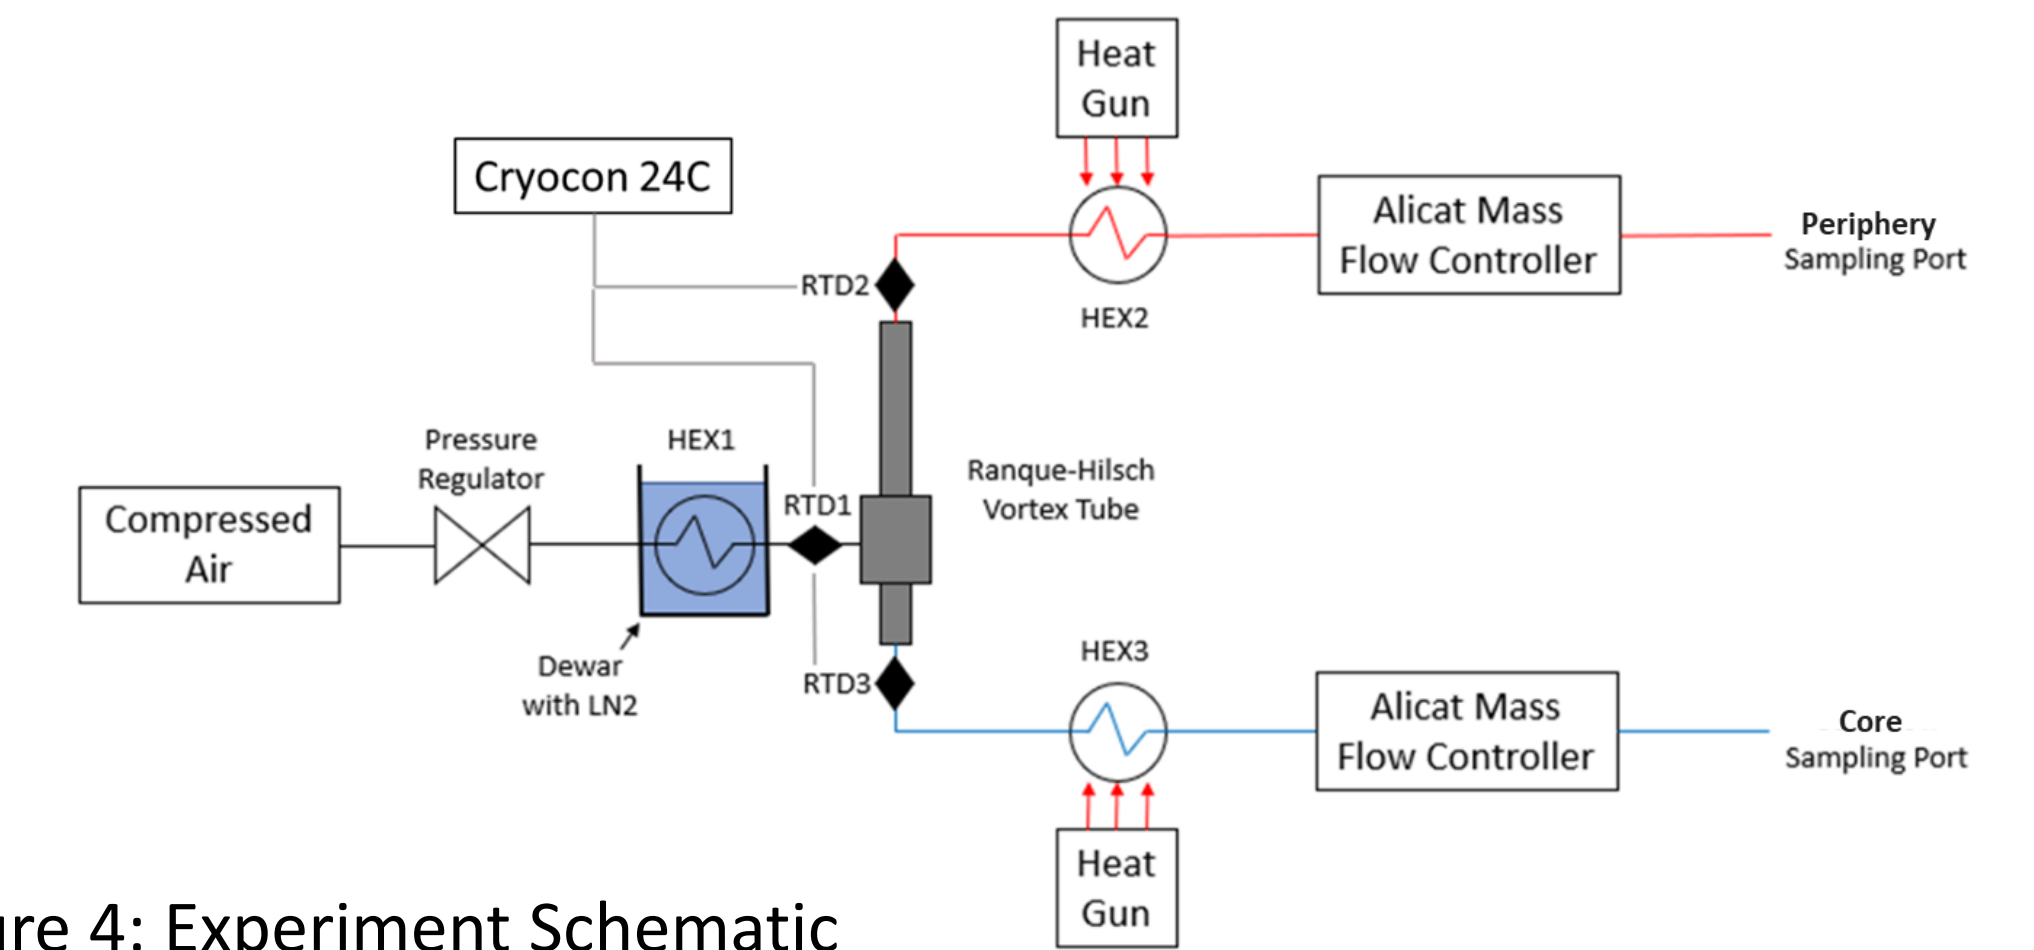 Heat
Gun
Cryocon 24C
Alicat Mass
Flow Controller
Periphery
Sampling Port
RTD2
HEX2
Pressure
Regulator
HEX1
Ranque-Hilsch
Vortex Tube
RTD1
Compressed
Air
Dewar
with LN2
RTD3
HEX3
Alicat Mass
Flow Controller
Core
Sampling Port
Heat
Gun
ure 4: Experiment Schematic